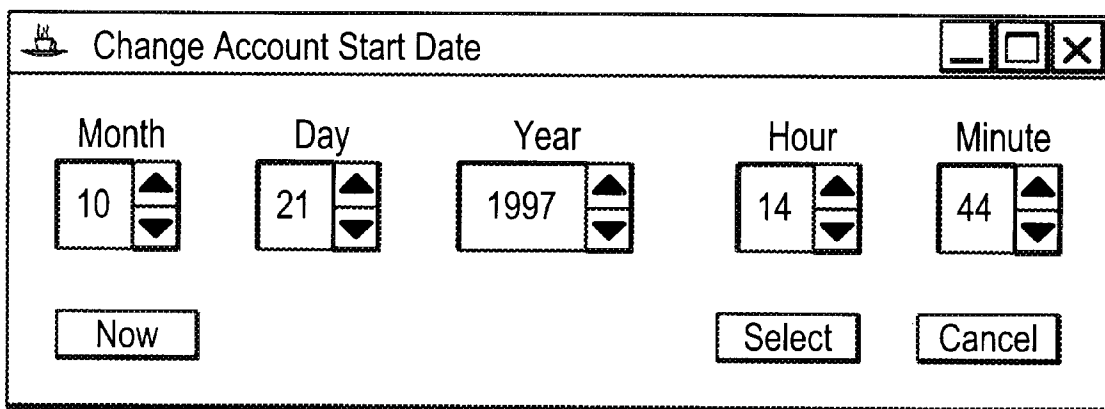 Change Account Start Date
Month Day Year Hour Minute
10 21 1997 14 44
Now Select Cancel